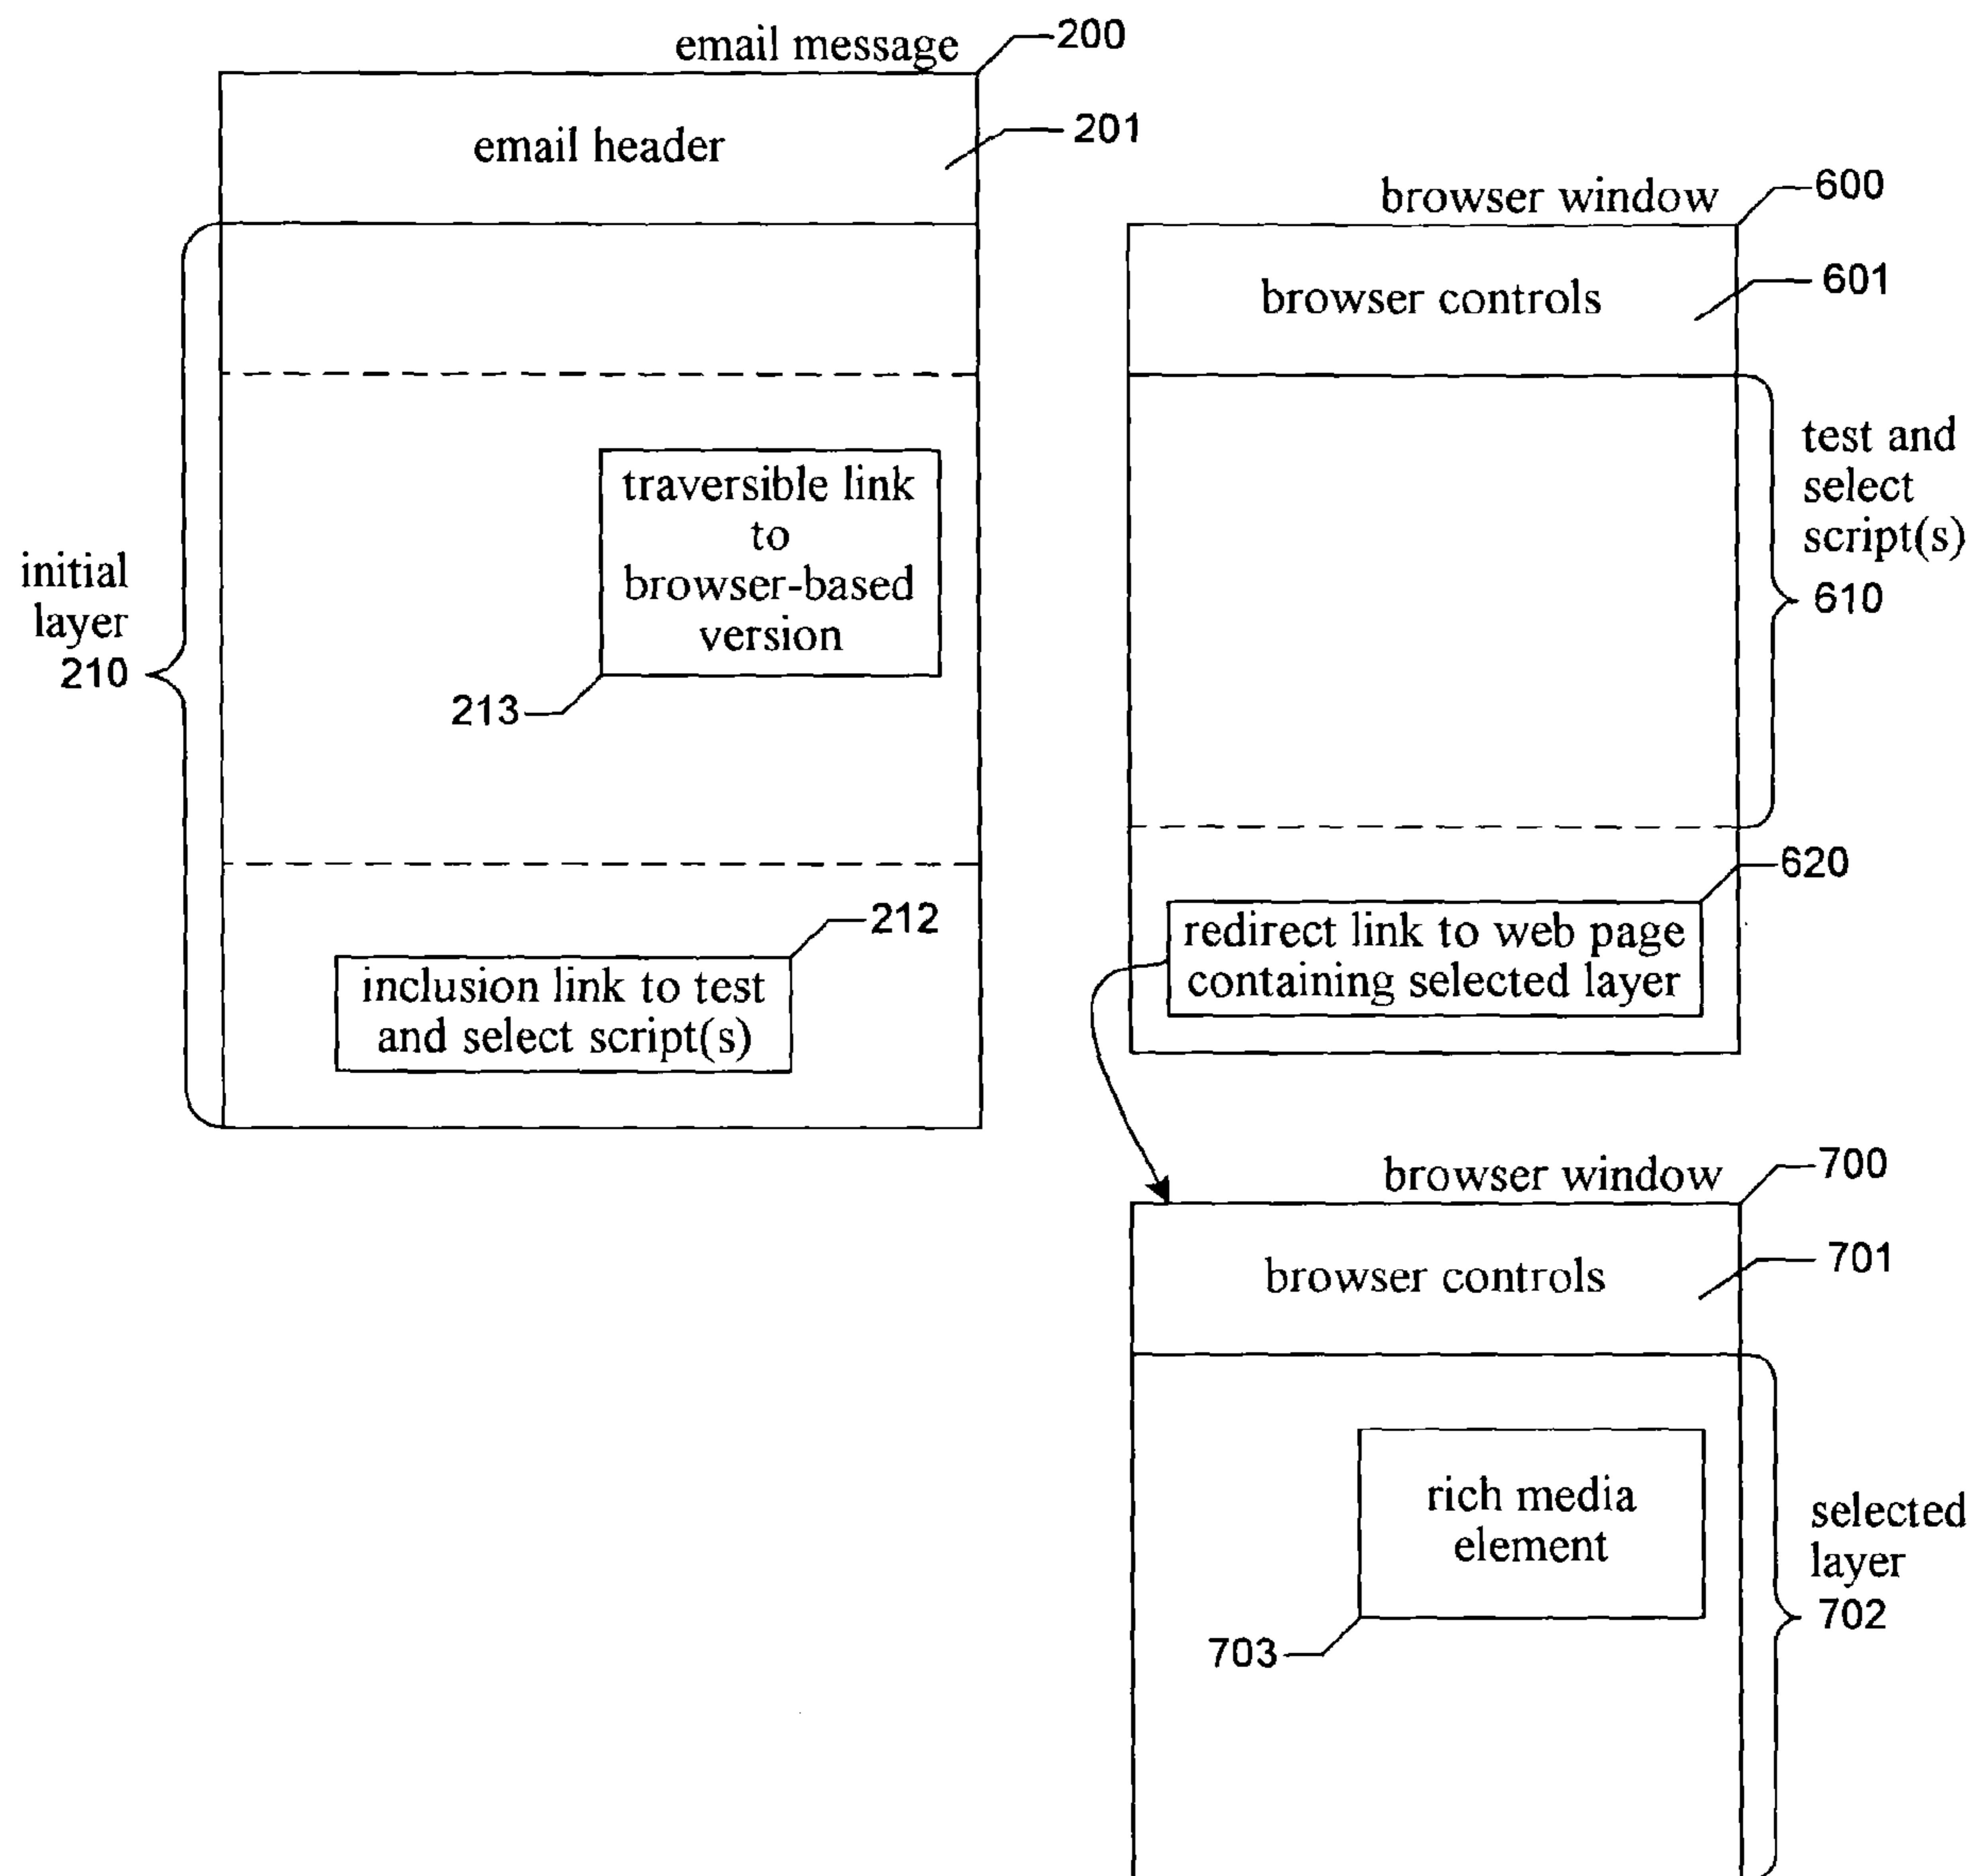 email message
200
email header
201
initial
layer
210
traversible link
to
browser-based
version
213
212
inclusion link to test
and select script(s)
browser window
600
browser controls
601
test and
select
script(s)
610
620
redirect link to web page
containing selected layer
browser window
700
browser controls
701
rich media
element
703
selected
layer
702